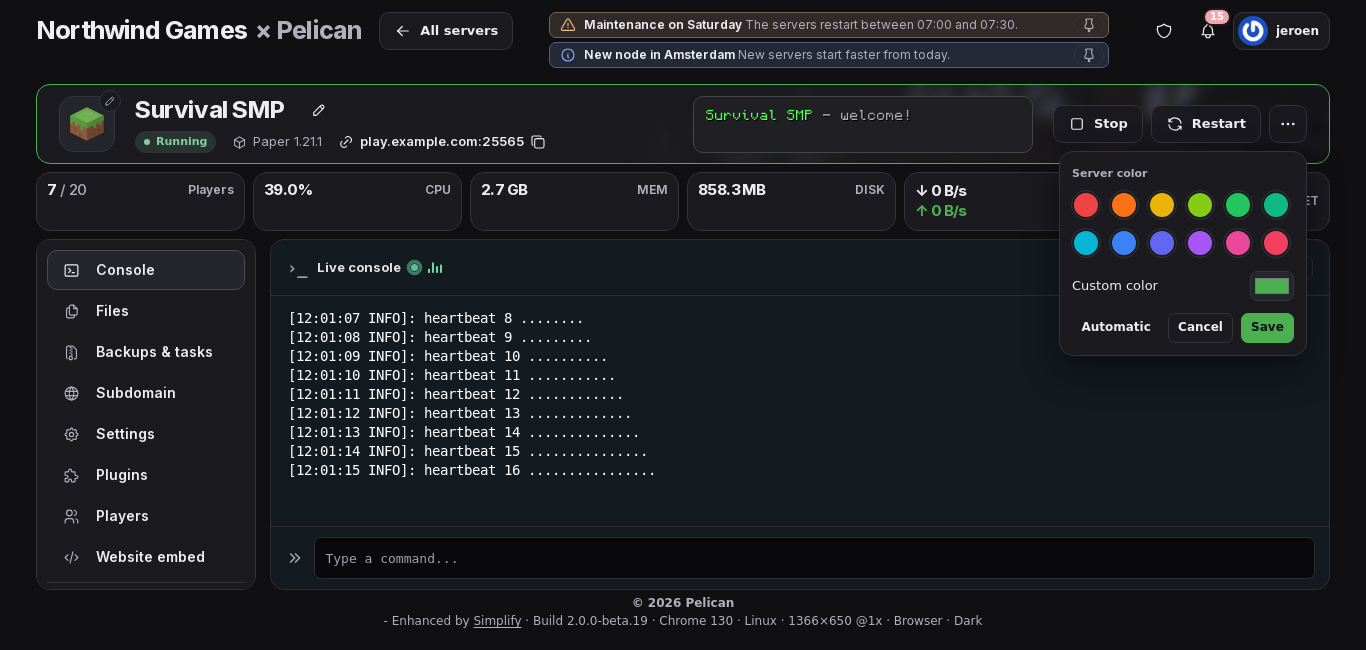 Northwind Games × Pelican
All servers
Maintenance on Saturday The servers restart between 07:00 and 07:30.
New node in Amsterdam New servers start faster from today.
15
jeroen
Survival SMP
Running
Paper 1.21.1
play.example.com:25565
Survival SMP - welcome!
Stop
Restart
7 / 20 Players
39.0% CPU
2.7 GB MEM
858.3 MB DISK
↓ 0 B/s
↑ 0 B/s
Server color
Custom color
Automatic
Cancel
Save
Console
Files
Backups & tasks
Subdomain
Settings
Plugins
Players
Website embed
Live console
[12:01:07 INFO]: heartbeat 8 ........
[12:01:08 INFO]: heartbeat 9 .........
[12:01:09 INFO]: heartbeat 10 ..........
[12:01:10 INFO]: heartbeat 11 ...........
[12:01:11 INFO]: heartbeat 12 ............
[12:01:12 INFO]: heartbeat 13 .............
[12:01:13 INFO]: heartbeat 14 ..............
[12:01:14 INFO]: heartbeat 15 ...............
[12:01:15 INFO]: heartbeat 16 ................
Type a command...
© 2026 Pelican
- Enhanced by Simplify · Build 2.0.0-beta.19 · Chrome 130 · Linux · 1366×650 @1x · Browser · Dark